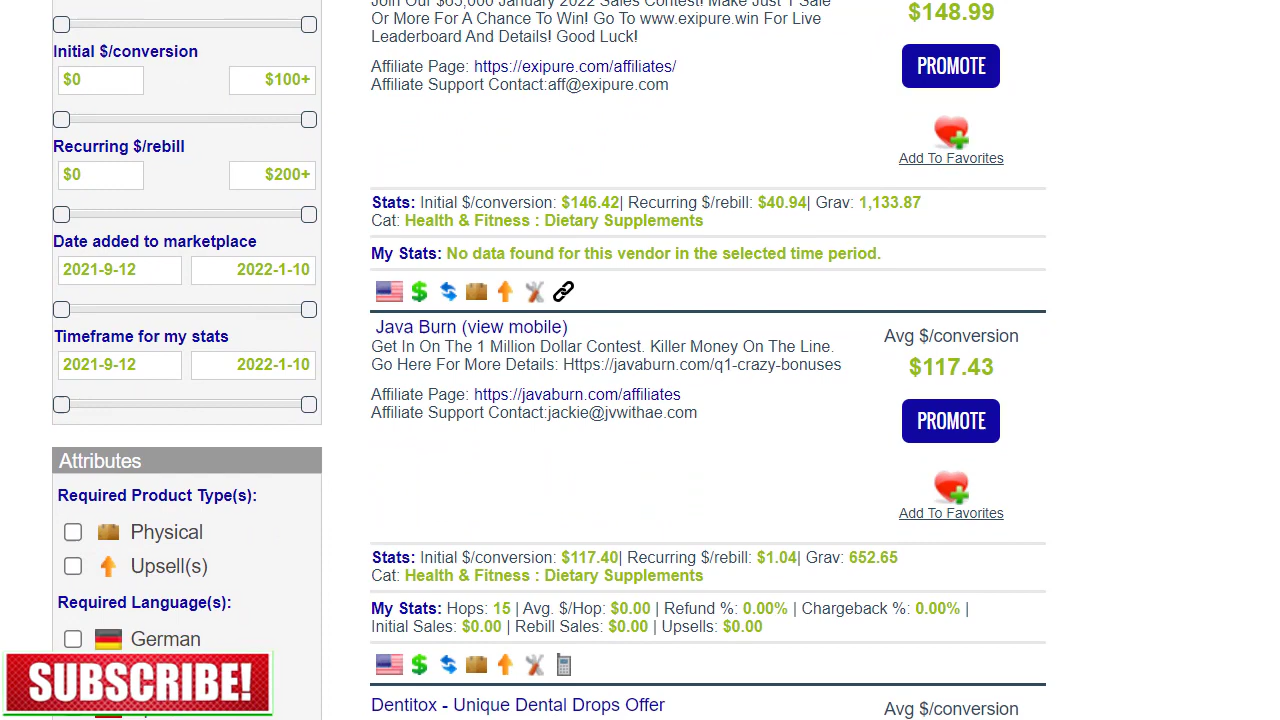 Initial $/conversion
$0 $100+
Recurring $/rebill
$0 $200+
Date added to marketplace
2021-9-12 2022-1-10
Timeframe for my stats
2021-9-12 2022-1-10
Attributes
Required Product Type(s):
Physical
Upsell(s)
Required Language(s):
German
SUBSCRIBE!
Join Our $65,000 January 2022 Sales Contest! Make Just 1 Sale
Or More For A Chance To Win! Go To www.exipure.win For Live
Leaderboard And Details! Good Luck!
Affiliate Page: https://exipure.com/affiliates/
Affiliate Support Contact:aff@exipure.com
$148.99
PROMOTE
Add To Favorites
Stats: Initial $/conversion: $146.42| Recurring $/rebill: $40.94| Grav: 1,133.87
Cat: Health & Fitness : Dietary Supplements
My Stats: No data found for this vendor in the selected time period.
Java Burn (view mobile)
Get In On The 1 Million Dollar Contest. Killer Money On The Line.
Go Here For More Details: Https://javaburn.com/q1-crazy-bonuses
Affiliate Page: https://javaburn.com/affiliates
Affiliate Support Contact:jackie@jvwithae.com
Avg $/conversion
$117.43
PROMOTE
Add To Favorites
Stats: Initial $/conversion: $117.40| Recurring $/rebill: $1.04| Grav: 652.65
Cat: Health & Fitness : Dietary Supplements
My Stats: Hops: 15 | Avg. $/Hop: $0.00 | Refund %: 0.00% | Chargeback %: 0.00% |
Initial Sales: $0.00 | Rebill Sales: $0.00 | Upsells: $0.00
Dentitox - Unique Dental Drops Offer
Avg $/conversion